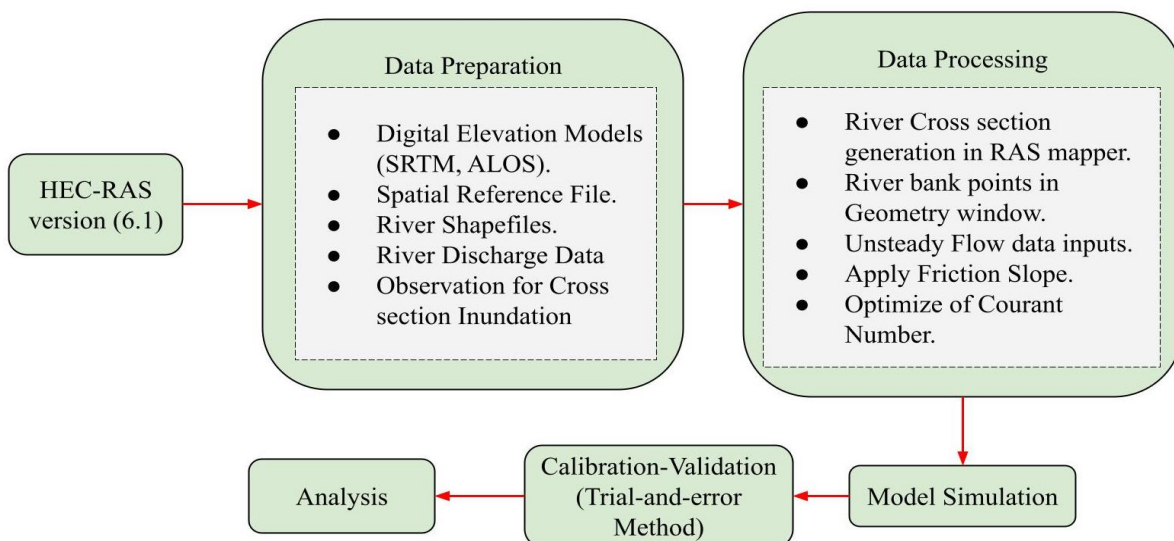 HEC-RAS
version (6.1)
Data Preparation
● Digital Elevation Models
(SRTM, ALOS).
● Spatial Reference File.
● River Shapefiles.
● River Discharge Data
● Observation for Cross
section Inundation
Data Processing
● River Cross section
generation in RAS mapper.
● River bank points in
Geometry window.
● Unsteady Flow data inputs.
● Apply Friction Slope.
● Optimize of Courant
Number.
Model Simulation
Calibration-Validation
(Trial-and-error
Method)
Analysis